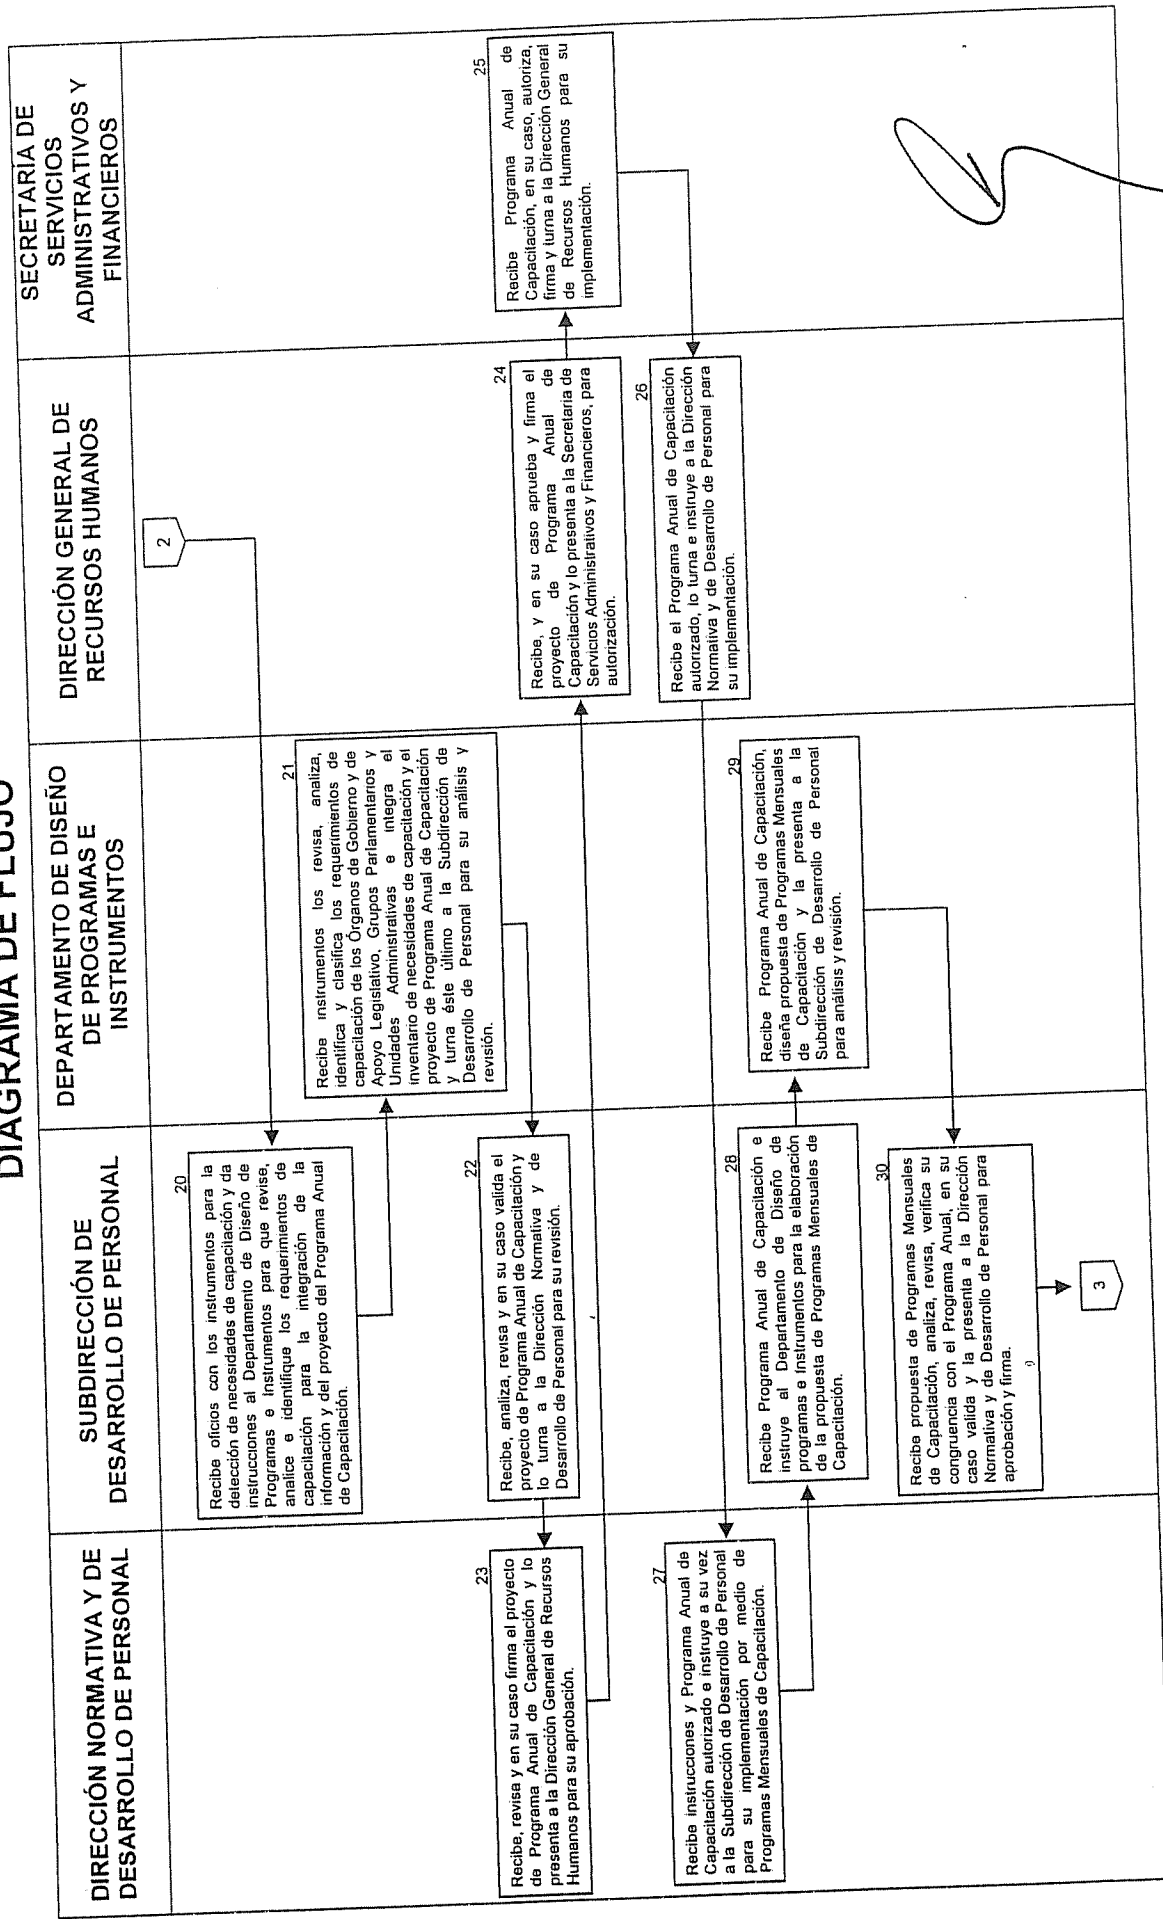 DIAGRAMA DE FLUJO
DIRECCIÓN NORMATIVA Y DE
DESARROLLO DE PERSONAL
SUBDIRECCIÓN DE
DESARROLLO DE PERSONAL
DEPARTAMENTO DE DISEÑO
DE PROGRAMAS E
INSTRUMENTOS
DIRECCIÓN GENERAL DE
RECURSOS HUMANOS
SECRETARÍA DE
SERVICIOS
ADMINISTRATIVOS Y
FINANCIEROS
2
20
Recibe oficios con los instrumentos para la
detección de necesidades de capacitación y da
instrucciones al Departamento de Diseño de
Programas e Instrumentos para que revise,
analice e identifique los requerimientos de
capacitación para la integración de la
información y del proyecto del Programa Anual
de Capacitación.
21
Recibe instrumentos los revisa, analiza,
identifica y clasifica los requerimientos de
capacitación de los Órganos de Gobierno y de
Apoyo Legislativo, Grupos Parlamentarios y
Unidades Administrativas e integra el
inventario de necesidades de capacitación y el
proyecto de Programa Anual de Capacitación
y turna éste último a la Subdirección de
Desarrollo de Personal para su análisis y
revisión.
22
Recibe, analiza, revisa y en su caso valida el
proyecto de Programa Anual de Capacitación y
lo turna a la Dirección Normativa y de
Desarrollo de Personal para su revisión.
23
Recibe, revisa y en su caso firma el proyecto
de Programa Anual de Capacitación y lo
presenta a la Dirección General de Recursos
Humanos para su aprobación.
24
Recibe, y en su caso aprueba y firma el
proyecto de Programa Anual de
Capacitación y lo presenta a la Secretaria de
Servicios Administrativos y Financieros, para
autorización.
25
Recibe Programa Anual de
Capacitación, en su caso, autoriza,
firma y turna a la Dirección General
de Recursos Humanos para su
implementación.
26
Recibe el Programa Anual de Capacitación
autorizado, lo turna e instruye a la Dirección
Normativa y de Desarrollo de Personal para
su implementación.
27
Recibe instrucciones y Programa Anual de
Capacitación autorizado e instruye a su vez
a la Subdirección de Desarrollo de Personal
para su implementación por medio de
Programas Mensuales de Capacitación.
28
Recibe Programa Anual de Capacitación e
instruye al Departamento de Diseño de
programas e Instrumentos para la elaboración
de la propuesta de Programas Mensuales de
Capacitación.
29
Recibe Programa Anual de Capacitación,
diseña propuesta de Programas Mensuales
de Capacitación y la presenta a la
Subdirección de Desarrollo de Personal
para análisis y revisión.
30
Recibe propuesta de Programas Mensuales
de Capacitación, analiza, revisa, verifica su
congruencia con el Programa Anual, en su
caso valida y la presenta a la Dirección
Normativa y de Desarrollo de Personal para
aprobación y firma.
3